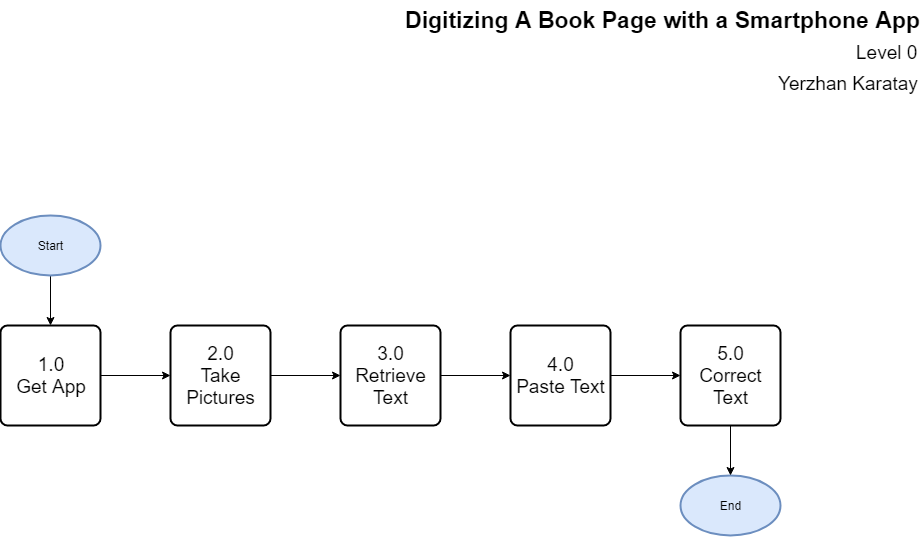 Digitizing A Book Page with a Smartphone App
Level 0
Yerzhan Karatay
Start
1.0
Get App
2.0
Take
Pictures
3.0
Retrieve
Text
4.0
Paste Text
5.0
Correct
Text
End